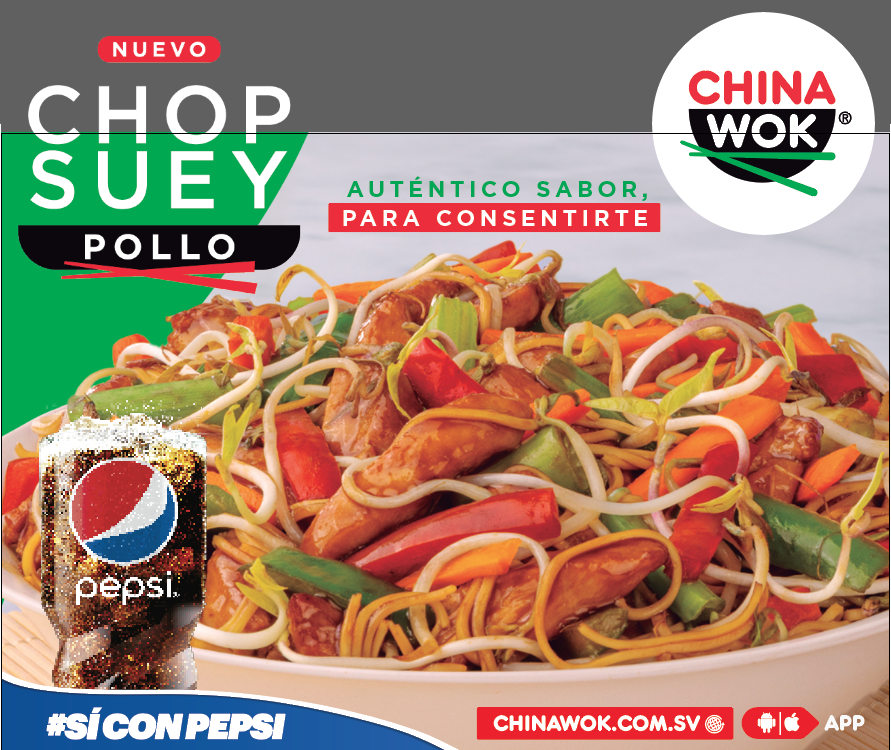 NUEVO
CHOP
SUEY
POLLO
CHINA
WOK®
AUTÉNTICO SABOR,
PARA CONSENTIRTE
pepsi
#SÍ CON PEPSI
CHINAWOK.COM.SV
APP